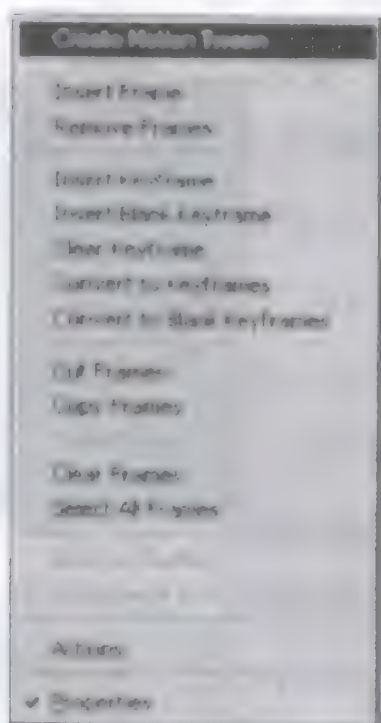 Create Motion Tween
Insert Frame
Remove Frames
Insert Keyframe
Insert Blank Keyframe
Clear Keyframe
Convert to Keyframes
Convert to Blank Keyframes
Cut Frames
Copy Frames
Clear Frames
Select All Frames
Actions
Properties